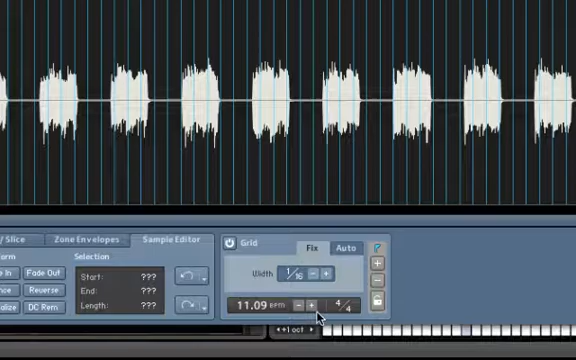 / Slice Zone Envelopes Sample Editor
Grid
Fix Auto
Selection
Fade Out
Start: ???
Width 1/16 - +
Reverse
End: ???
DC Rem
Length: ???
11.09 BPM - + 4/4
+1 oct